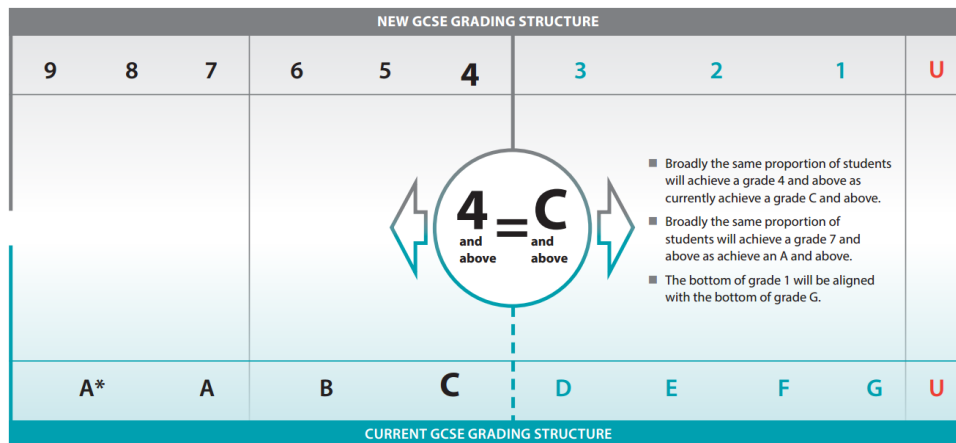 NEW GCSE GRADING STRUCTURE
9 8 7 6 5 4 3 2 1 U
4 = C
and above and above
■ Broadly the same proportion of students
will achieve a grade 4 and above as
currently achieve a grade C and above.
■ Broadly the same proportion of
students will achieve a grade 7 and
above as achieve an A and above.
■ The bottom of grade 1 will be aligned
with the bottom of grade G.
A* A B C D E F G U
CURRENT GCSE GRADING STRUCTURE